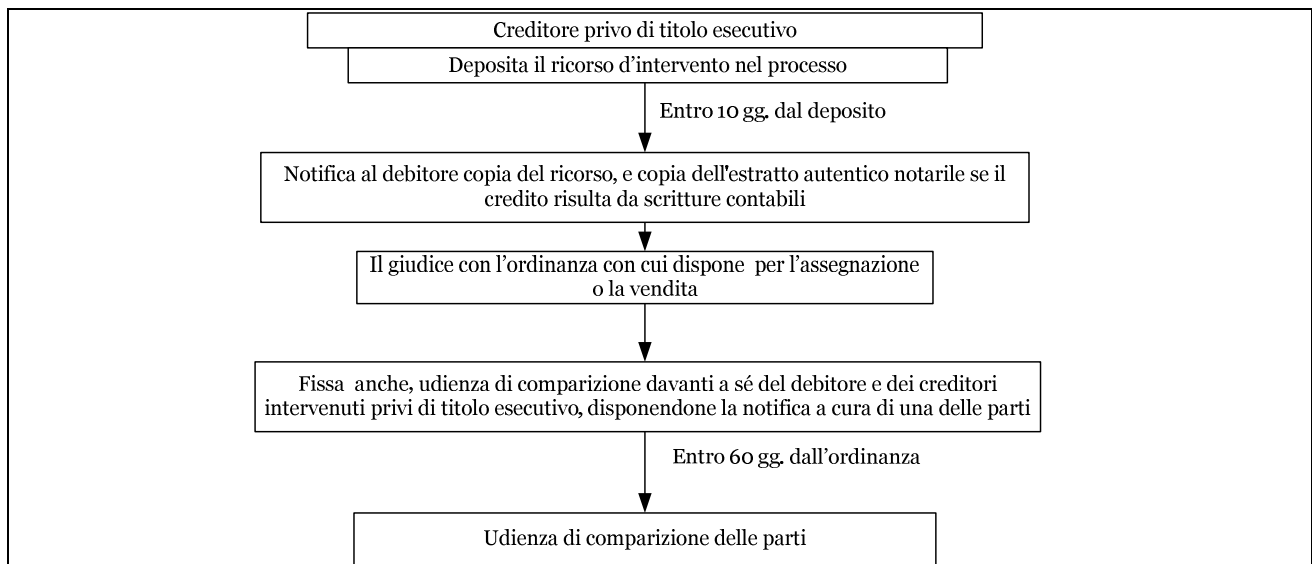 Creditore privo di titolo esecutivo
Deposita il ricorso d’intervento nel processo
Entro 10 gg. dal deposito
Notifica al debitore copia del ricorso, e copia dell'estratto autentico notarile se il
credito risulta da scritture contabili
Il giudice con l’ordinanza con cui dispone per l’assegnazione
o la vendita
Fissa anche, udienza di comparizione davanti a sé del debitore e dei creditori
intervenuti privi di titolo esecutivo, disponendone la notifica a cura di una delle parti
Entro 60 gg. dall’ordinanza
Udienza di comparizione delle parti